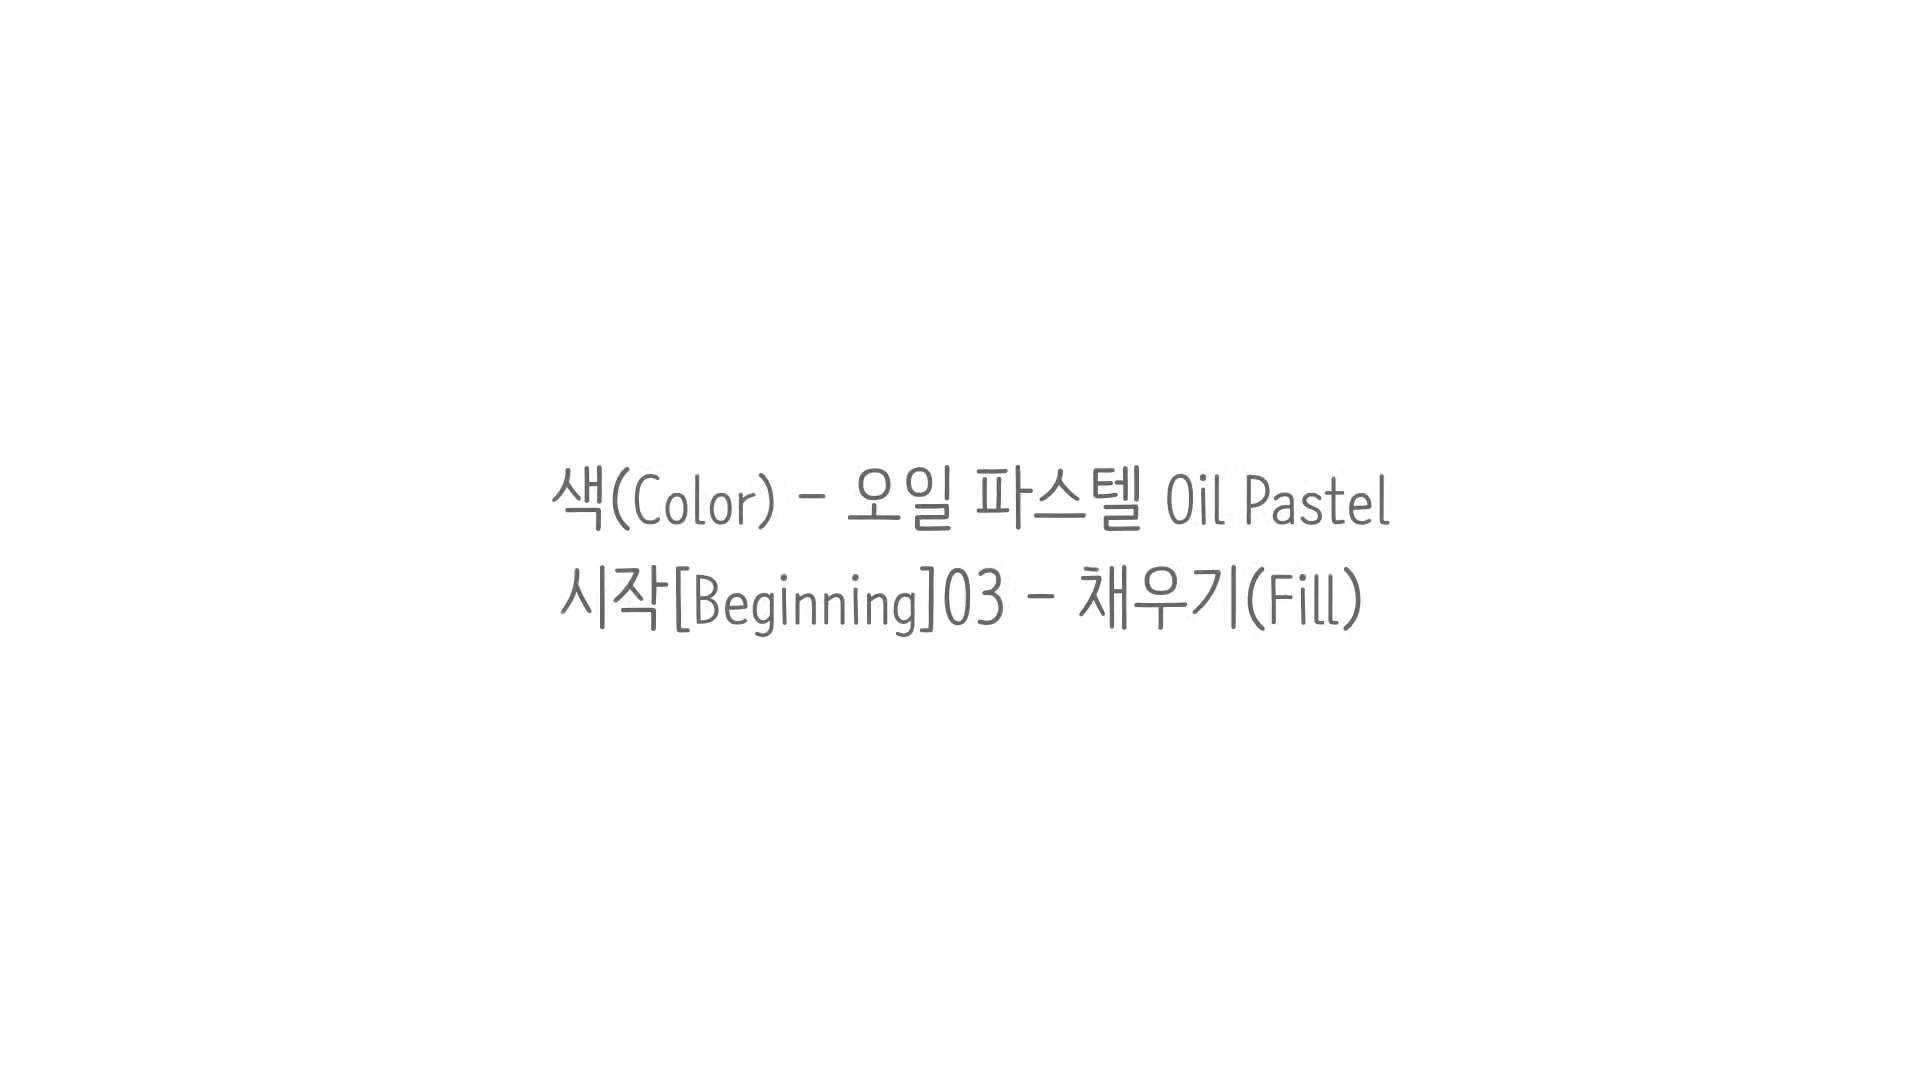 색(Color) - 오일 파스텔 Oil Pastel
시작[Beginning]03 - 채우기(Fill)